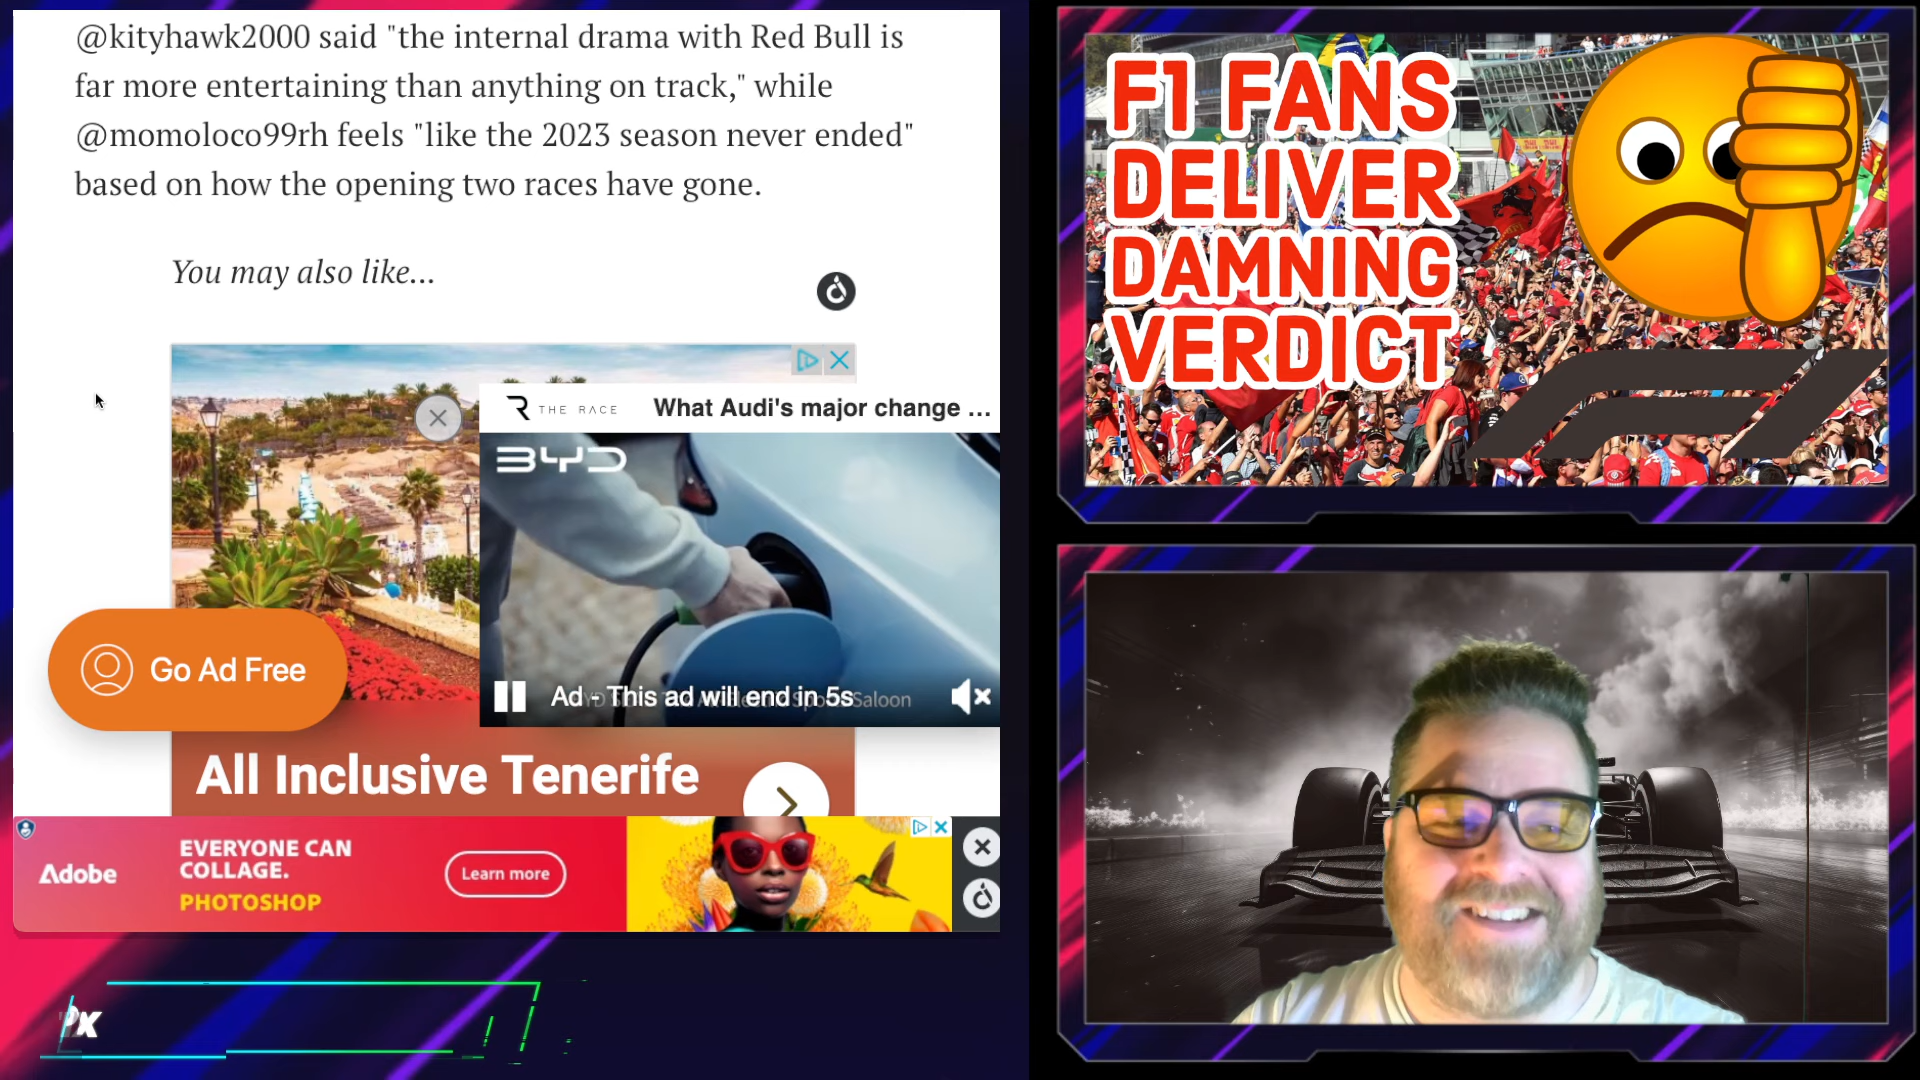 @kityhawk2000 said "the internal drama with Red Bull is
far more entertaining than anything on track," while
@momoloco99rh feels "like the 2023 season never ended"
based on how the opening two races have gone.
You may also like...
THE RACE
What Audi's major change ...
BYD
Ad - This ad will end in 5s
Saloon
Go Ad Free
All Inclusive Tenerife
Adobe
EVERYONE CAN
COLLAGE.
PHOTOSHOP
Learn more
F1 FANS
DELIVER
DAMNING
VERDICT